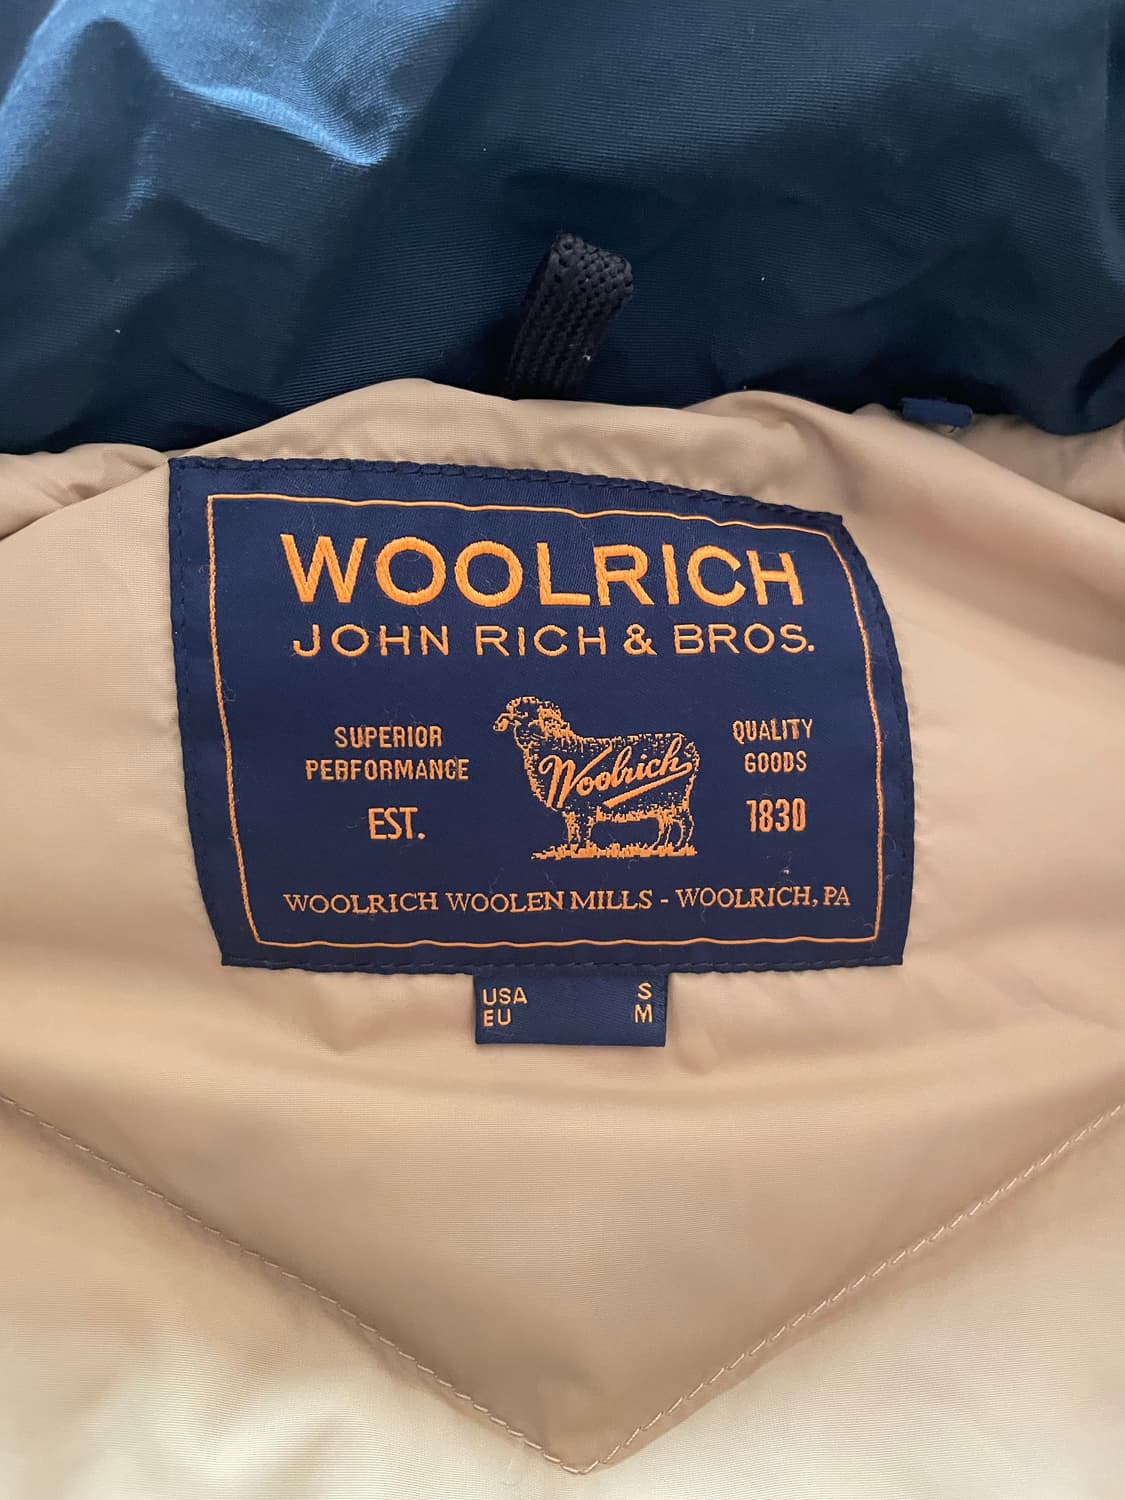 WOOLRICH
JOHN RICH & BROS.
SUPERIOR
PERFORMANCE
EST.
Woolrich
QUALITY
GOODS
1830
WOOLRICH WOOLEN MILLS - WOOLRICH, PA
USA S
EU M